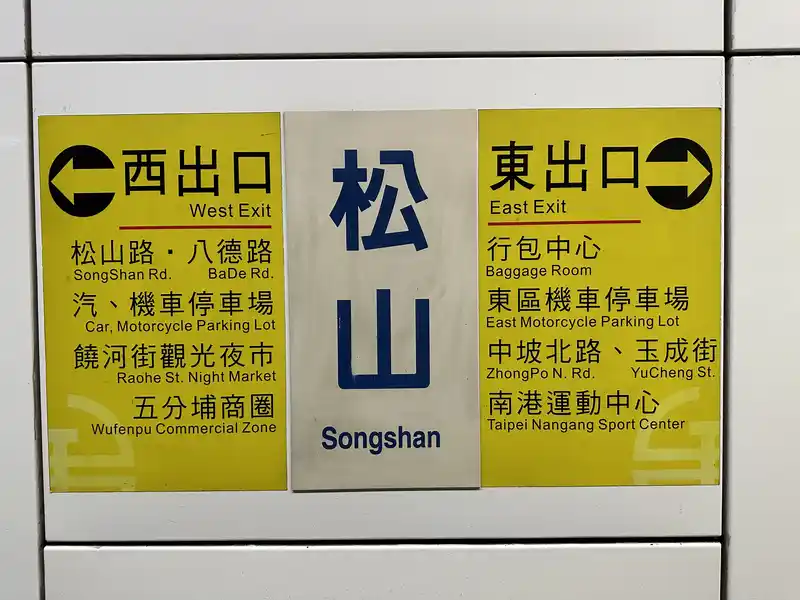 西出口
West Exit
松山路・八德路
SongShan Rd. BaDe Rd.
汽、機車停車場
Car, Motorcycle Parking Lot
饒河街觀光夜市
Raohe St. Night Market
五分埔商圈
Wufenpu Commercial Zone
松
山
Songshan
東出口
East Exit
行包中心
Baggage Room
東區機車停車場
East Motorcycle Parking Lot
中坡北路、玉成街
ZhongPo N. Rd. YuCheng St.
南港運動中心
Taipei Nangang Sport Center